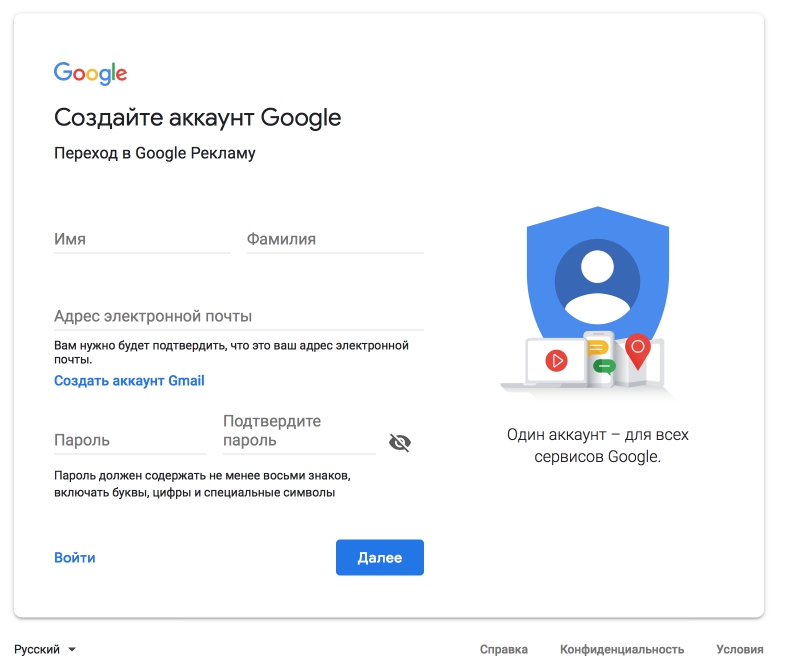 Google
Создайте аккаунт Google
Переход в Google Рекламу
Имя
Фамилия
Адрес электронной почты
Вам нужно будет подтвердить, что это ваш адрес электронной
почты.
Создать аккаунт Gmail
Пароль
Подтвердите
пароль
Пароль должен содержать не менее восьми знаков,
включать буквы, цифры и специальные символы
Войти
Далее
Один аккаунт – для всех
сервисов Google.
Русский
Справка
Конфиденциальность
Условия